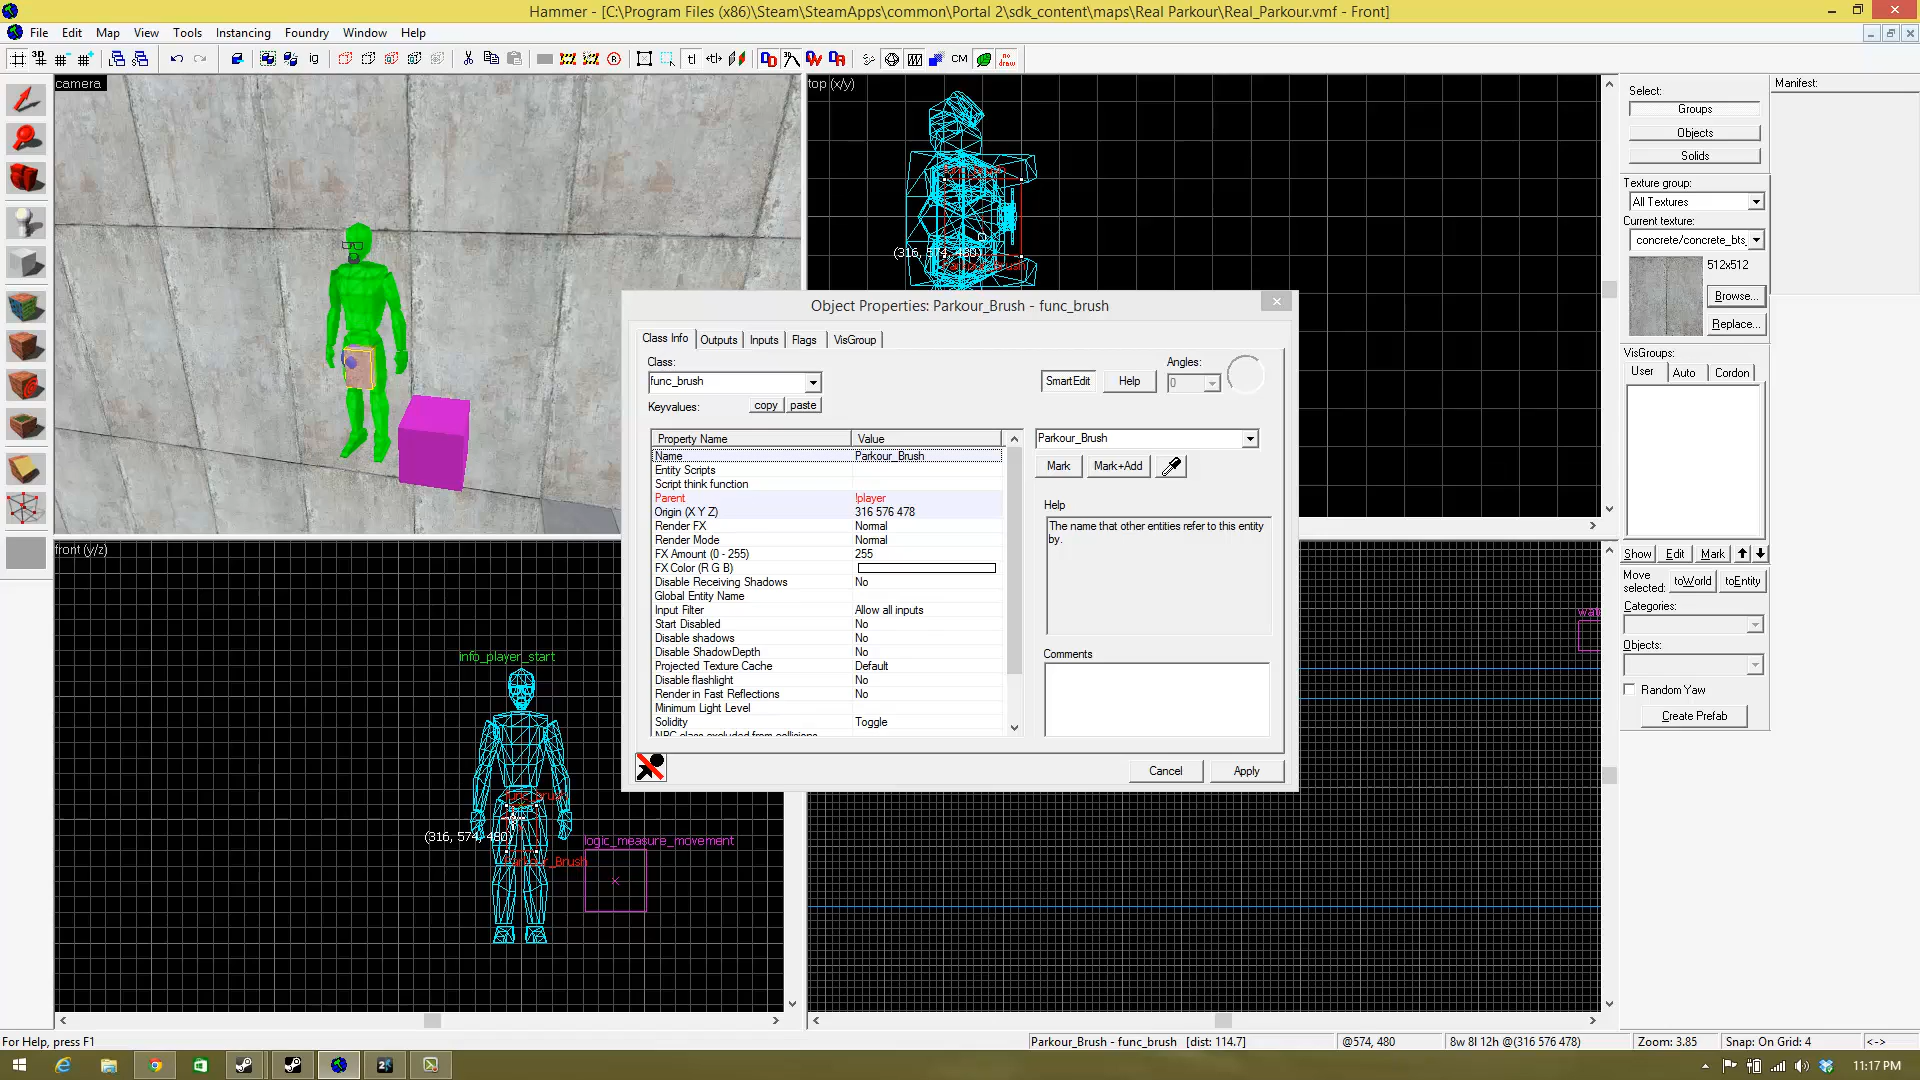 Hammer - [C:\Program Files (x86)\Steam\SteamApps\common\Portal 2\sdk_content\maps\Real Parkour\Real_Parkour.vmf - Front]
File Edit Map View Tools Instancing Foundry Window Help
camera
top (x/y)
(316, 574, 480)
front (y/z)
info_player_start
(316, 574, 480)
Parkour_Brush
logic_measure_movement
Object Properties: Parkour_Brush - func_brush
Class Info Outputs Inputs Flags VisGroup
Class:
func_brush
SmartEdit Help
Angles:
0
Keyvalues:
copy paste
Property Name Value
Name Parkour_Brush
Entity Scripts
Script think function
Parent !player
Origin (X Y Z) 316 576 478
Render FX Normal
Render Mode Normal
FX Amount (0 - 255) 255
FX Color (R G B)
Disable Receiving Shadows No
Global Entity Name
Input Filter Allow all inputs
Start Disabled No
Disable shadows No
Disable ShadowDepth No
Projected Texture Cache Default
Disable flashlight No
Render in Fast Reflections No
Minimum Light Level
Solidity Toggle
NPC class excluded from collisions
Parkour_Brush
Mark Mark+Add
Help
The name that other entities refer to this entity
by.
Comments
Cancel Apply
Select:
Groups
Objects
Solids
Texture group:
All Textures
Current texture:
concrete/concrete_bts_
512x512
Browse...
Replace...
VisGroups:
User Auto Cordon
Show Edit Mark
Move
selected:
toWorld toEntity
Categories:
Objects:
Random Yaw
Create Prefab
Manifest:
For Help, press F1
Parkour_Brush - func_brush [dist: 114.7]
@574, 480
8w 8l 12h @(316 576 478)
Zoom: 3.85
Snap: On Grid: 4
<->
11:17 PM